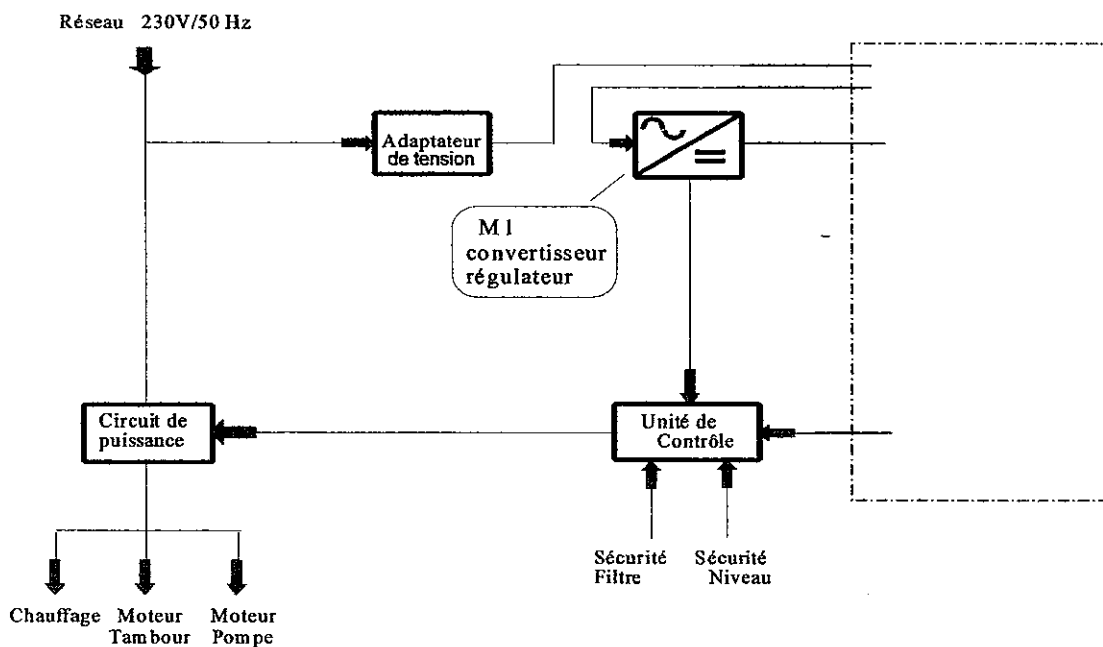 Réseau 230V/50 Hz
Adaptateur
de tension
M1
convertisseur
régulateur
Circuit de
puissance
Unité de
Contrôle
Sécurité
Filtre
Sécurité
Niveau
Chauffage
Moteur
Tambour
Moteur
Pompe